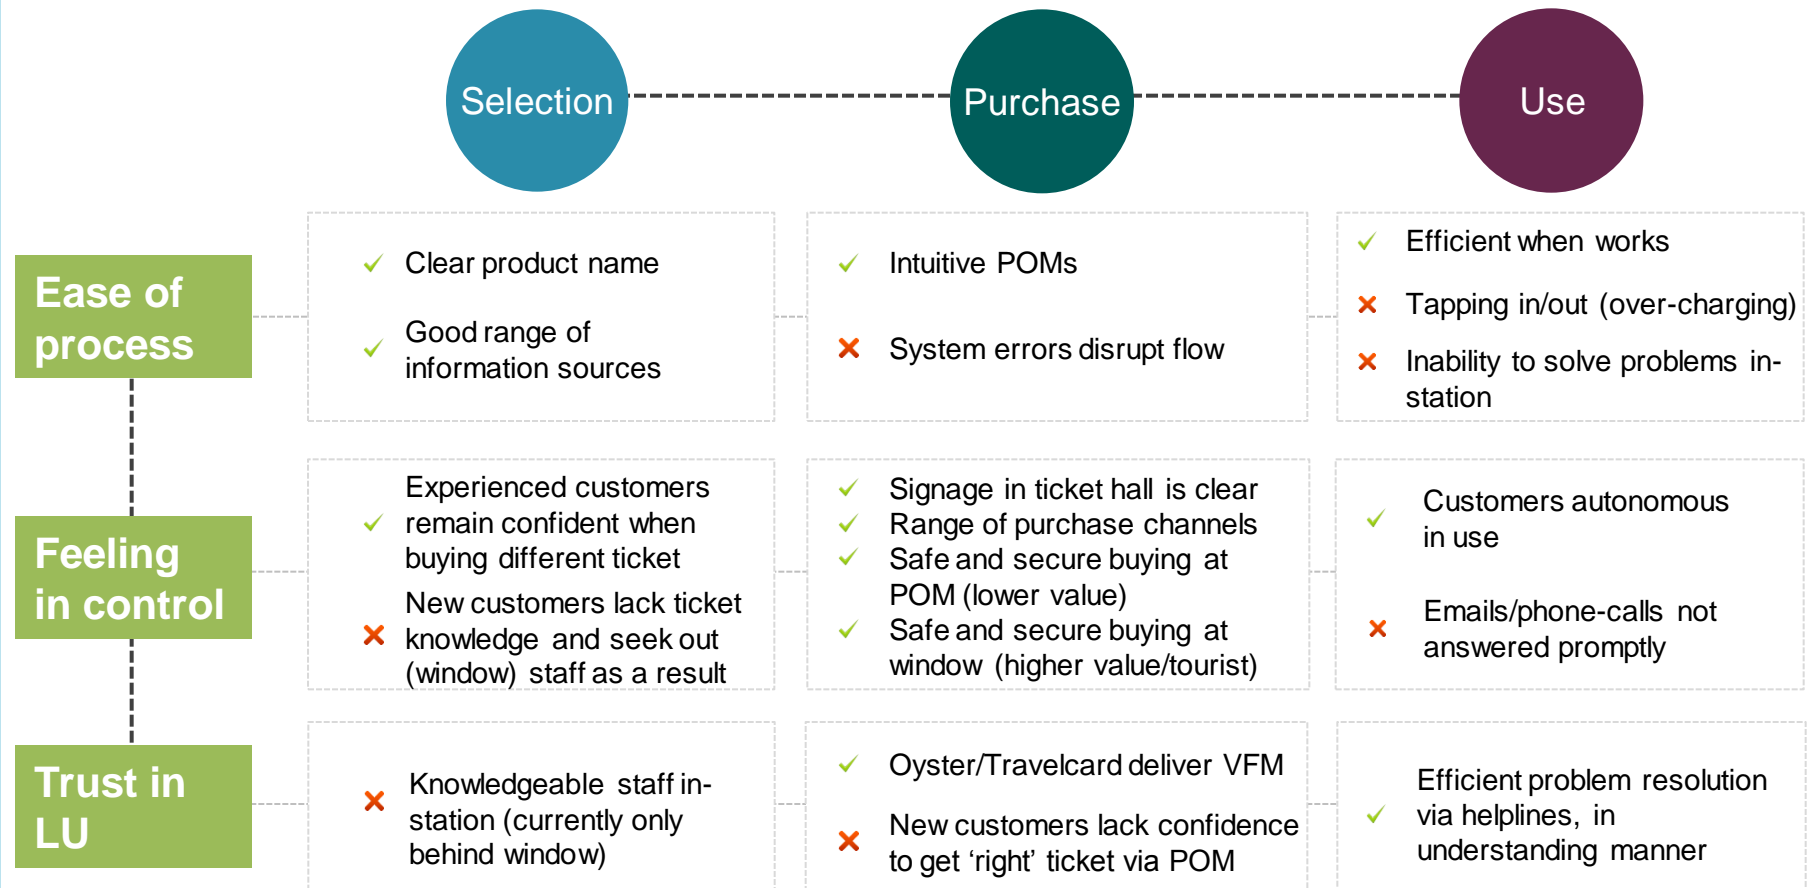 Selection
Purchase
Use
Ease of
process
Clear product name
Good range of
information sources
Intuitive POMs
System errors disrupt flow
Efficient when works
Tapping in/out (over-charging)
Inability to solve problems in-
station
Feeling
in control
Experienced customers
remain confident when
buying different ticket
New customers lack ticket
knowledge and seek out
(window) staff as a result
Signage in ticket hall is clear
Range of purchase channels
Safe and secure buying at
POM (lower value)
Safe and secure buying at
window (higher value/tourist)
Customers autonomous
in use
Emails/phone-calls not
answered promptly
Trust in
LU
Knowledgeable staff in-
station (currently only
behind window)
Oyster/Travelcard deliver VFM
New customers lack confidence
to get ‘right’ ticket via POM
Efficient problem resolution
via helplines, in
understanding manner